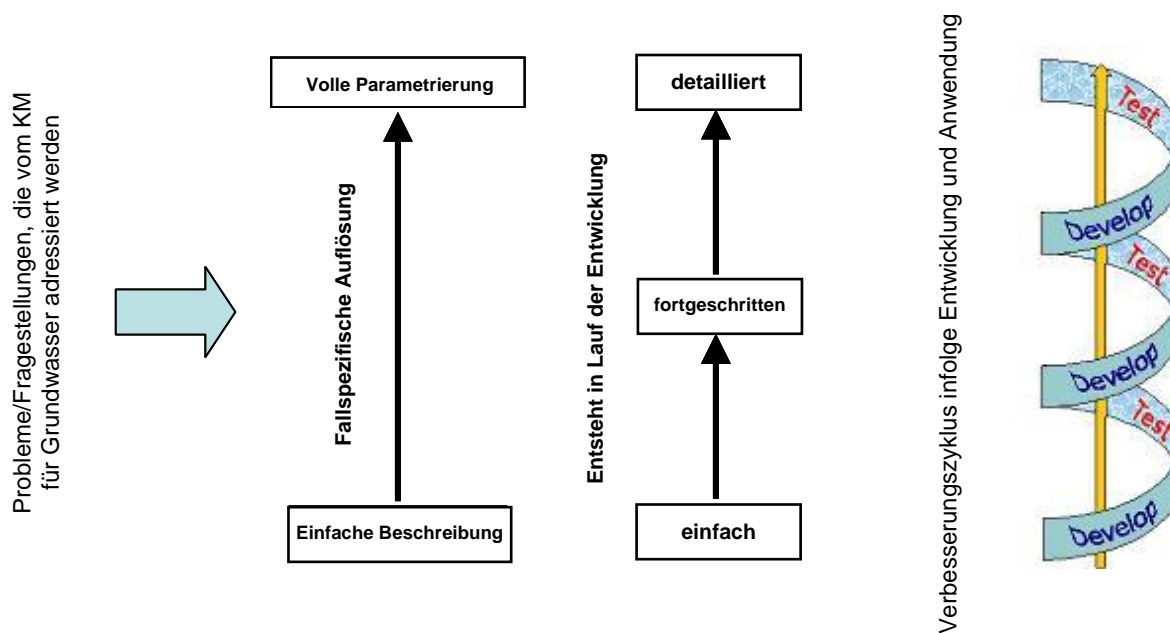 Probleme/Fragestellungen, die vom KM
für Grundwasser adressiert werden
Volle Parametrierung
Fallspezifische Auflösung
Einfache Beschreibung
detailliert
Entsteht in Lauf der Entwicklung
fortgeschritten
einfach
Verbesserungszyklus infolge Entwicklung und Anwendung
Test
Develop
Test
Develop
Test
Develop